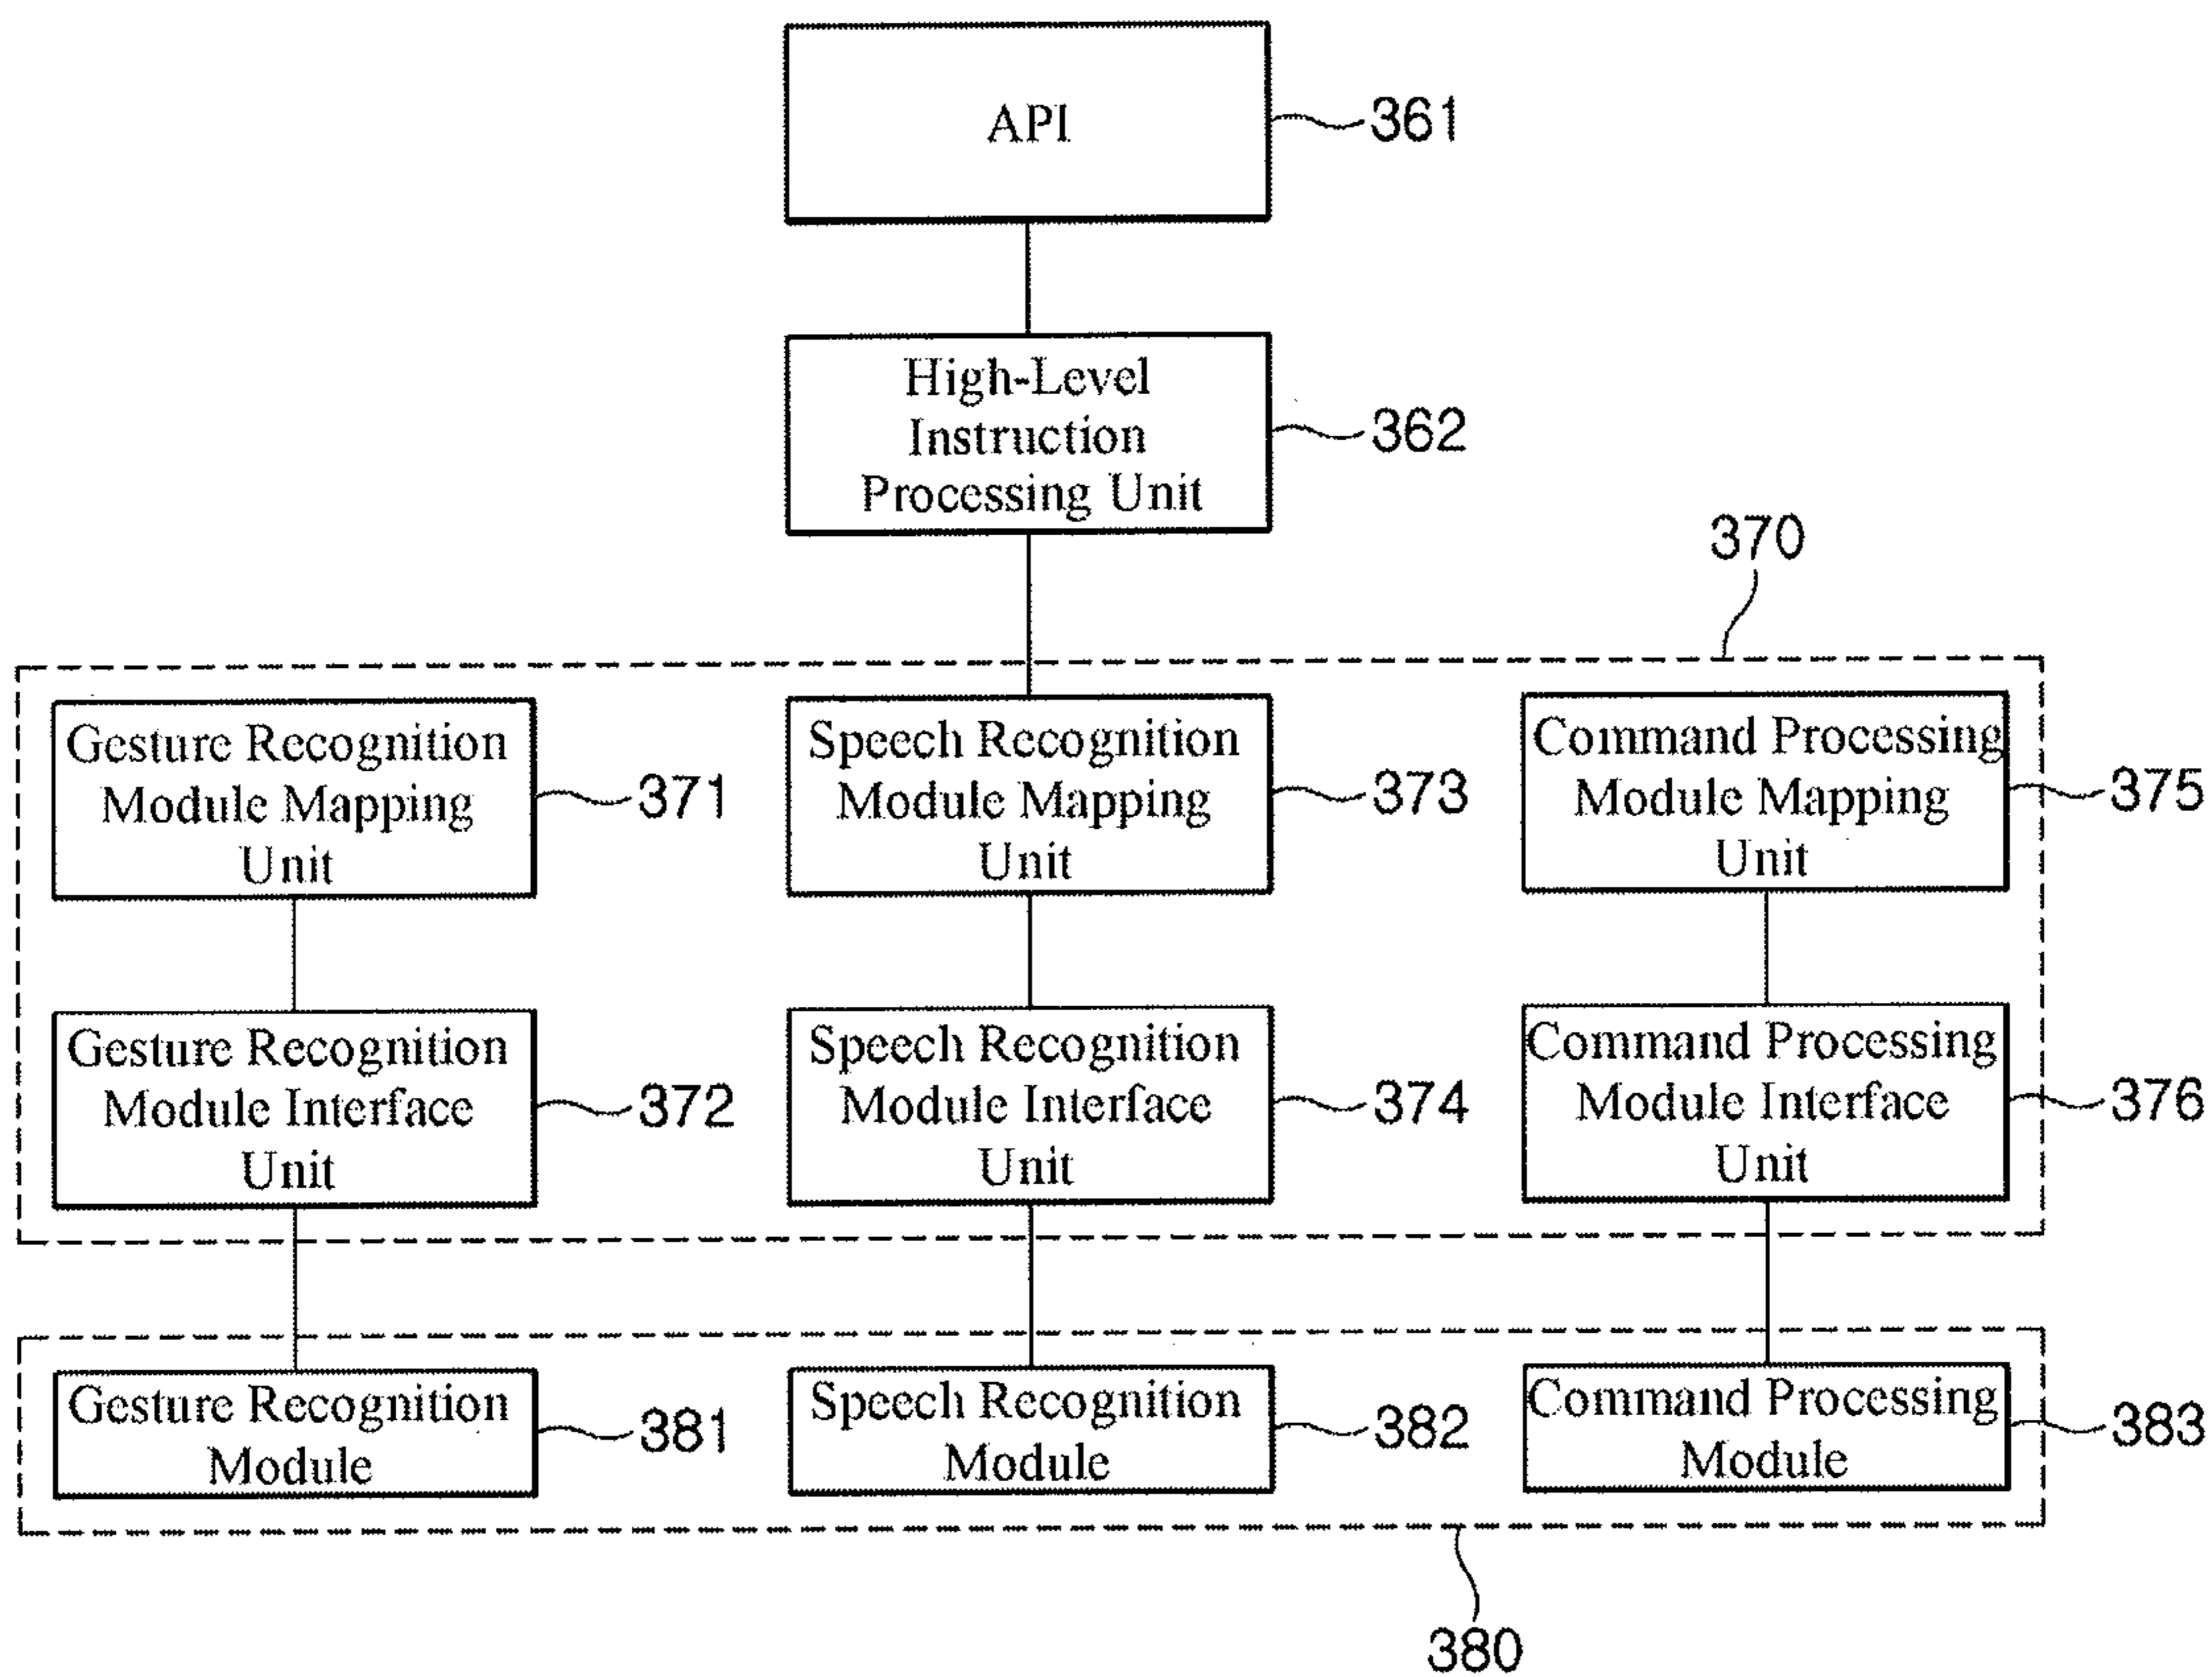 API
361
High-Level
Instruction
Processing Unit
362
370
Gesture Recognition
Module Mapping
Unit
371
Speech Recognition
Module Mapping
Unit
373
Command Processing
Module Mapping
Unit
375
Gesture Recognition
Module Interface
Unit
372
Speech Recognition
Module Interface
Unit
374
Command Processing
Module Interface
Unit
376
Gesture Recognition
Module
381
Speech Recognition
Module
382
Command Processing
Module
383
380